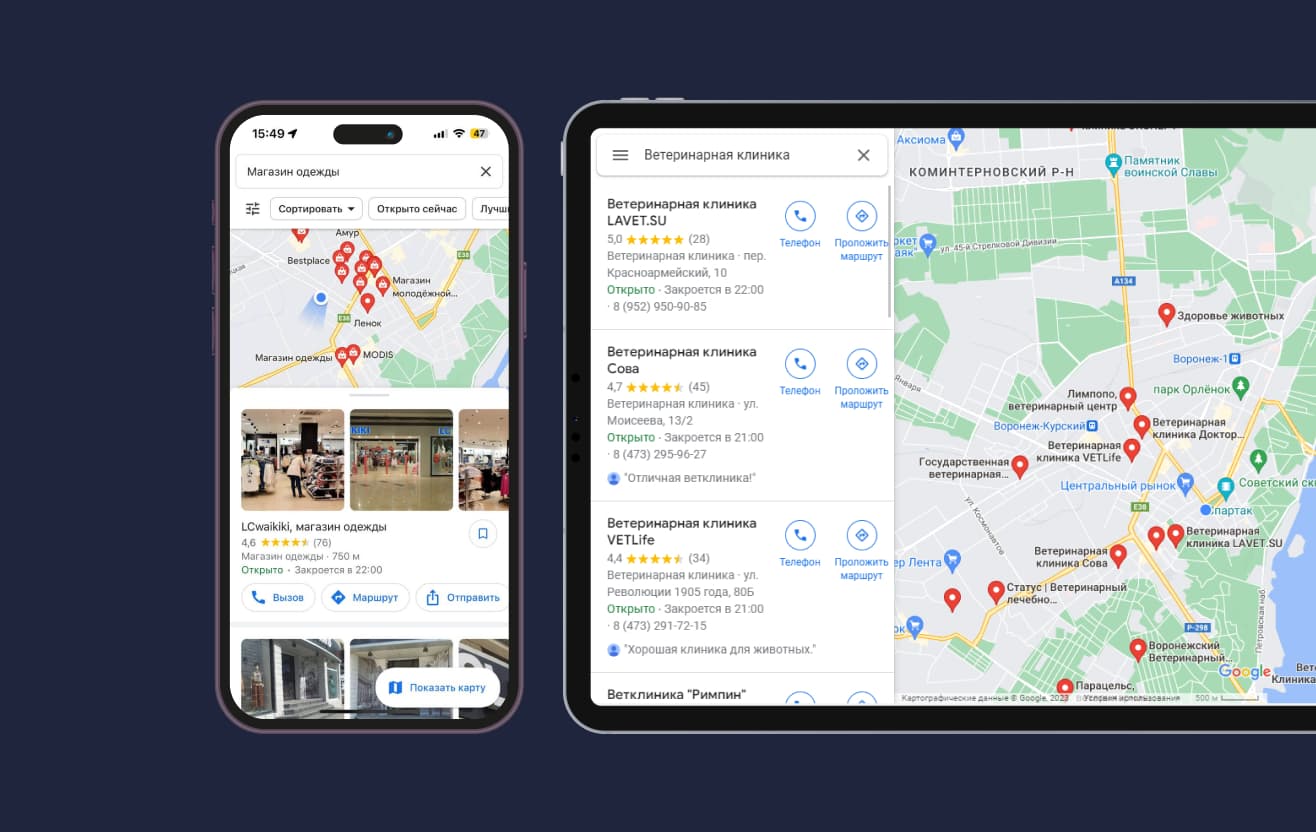 15:49
47
Магазин одежды
Сортировать
Открыто сейчас
Амур
Bestplace
E38
Магазин
молодёжной...
E38
Ленок
Магазин одежды
MODIS
LCwaikiki, магазин одежды
4,6 (76)
Магазин одежды · 750 м
Открыто · Закроется в 22:00
Вызов
Маршрут
Отправить
Показать карту
Ветеринарная клиника
Ветеринарная клиника
LAVET.SU
5,0 (28)
Ветеринарная клиника · пер.
Красноармейский, 10
Открыто · Закроется в 22:00
· 8 (952) 950-90-85
Телефон
Проложить
маршрут
Ветеринарная клиника
Сова
4,7 (45)
Ветеринарная клиника · ул.
Моисеева, 13/2
Открыто · Закроется в 21:00
· 8 (473) 295-96-27
"Отличная ветклиника!"
Телефон
Проложить
маршрут
Ветеринарная клиника
VETLife
4,4 (34)
Ветеринарная клиника · ул.
Революции 1905 года, 80Б
Открыто · Закроется в 21:00
· 8 (473) 291-72-15
"Хорошая клиника для животных."
Телефон
Проложить
маршрут
Ветклиника "Римпин"
Аксиома
Памятник
воинской Славы
КОМИНТЕРНОВСКИЙ Р-Н
ул. 45-й Стрелковой Дивизии
A134
Здоровье животных
Воронеж-1
парк Орлёнок
Января
Лимпопо,
ветеринарный центр
Воронеж-Курский
Ветеринарная
клиника Доктор...
Ветеринарная
клиника VETLife
Государственная
ветеринарная...
Центральный рынок
Советский
ул. Космонавтов
E38
Спартак
Ветеринарная
клиника LAVET.SU
Ветеринарная
клиника Сова
Лента
Статус | Ветеринарный
лечебно...
P-298
Петровская наб
Воронежский
Ветеринарный...
Google
Клиника
Парацельс,
Картографические данные © Google, 2023
Условия использования
500 м